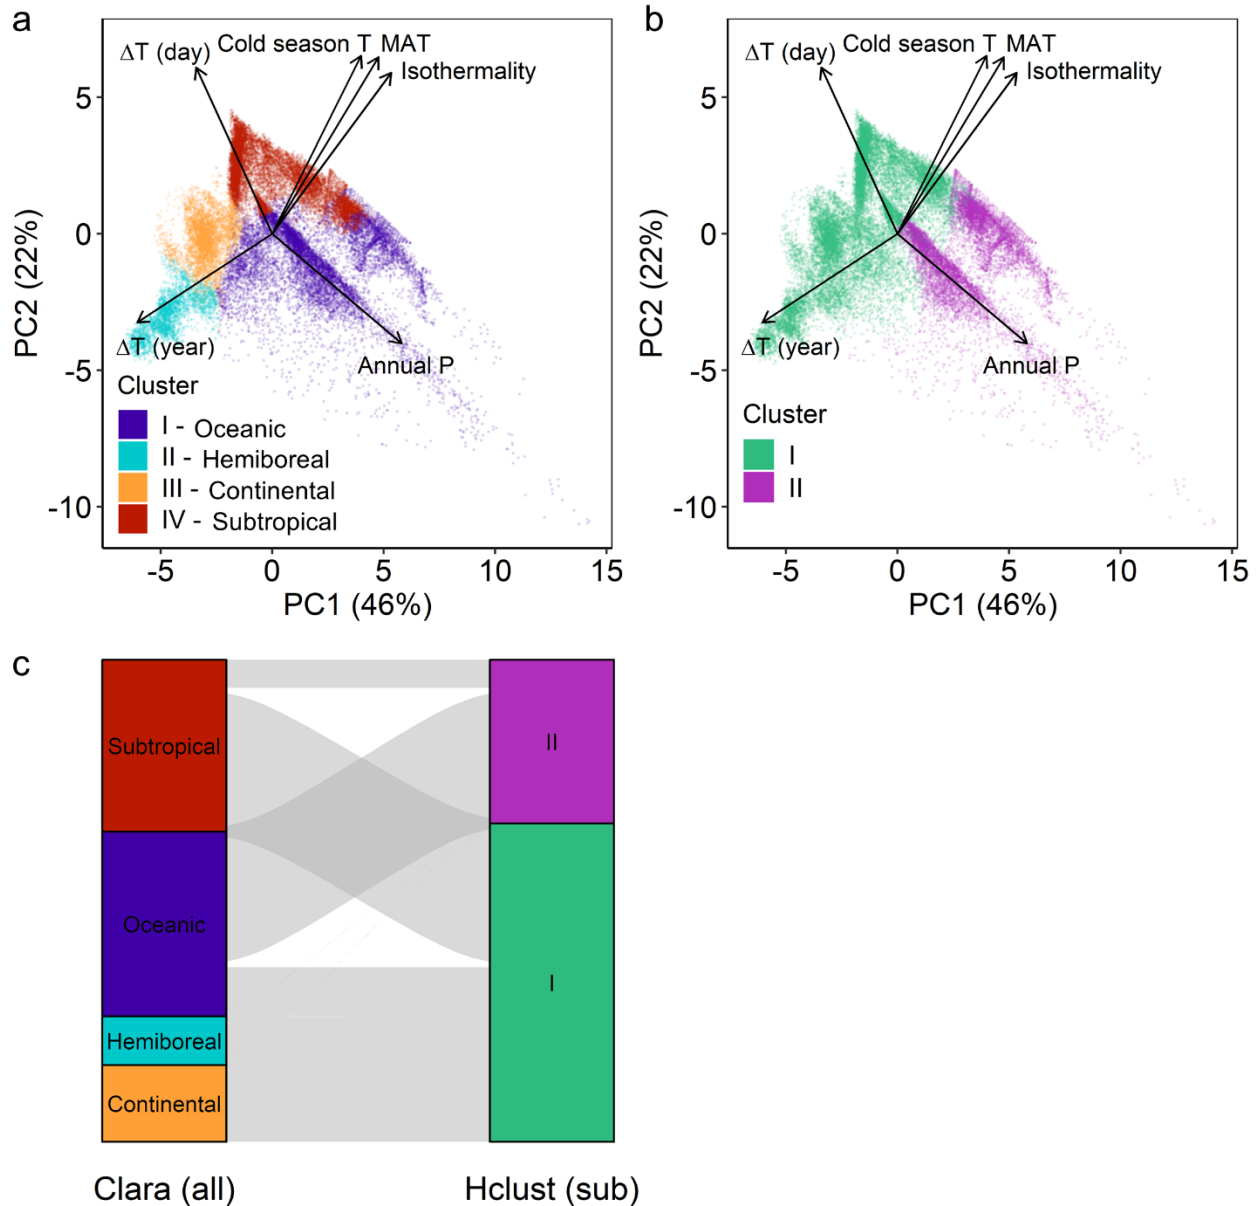 a
ΔT (day)
Cold season T
MAT
Isothermality
5
0
-5
-10
PC2 (22%)
ΔT (year)
Annual P
Cluster
I - Oceanic
II - Hemiboreal
III - Continental
IV - Subtropical
-5
0
5
10
15
PC1 (46%)
b
ΔT (day)
Cold season T
MAT
Isothermality
5
0
-5
-10
PC2 (22%)
ΔT (year)
Annual P
Cluster
I
II
-5
0
5
10
15
PC1 (46%)
c
Subtropical
Oceanic
Hemiboreal
Continental
II
I
Clara (all)
Hclust (sub)